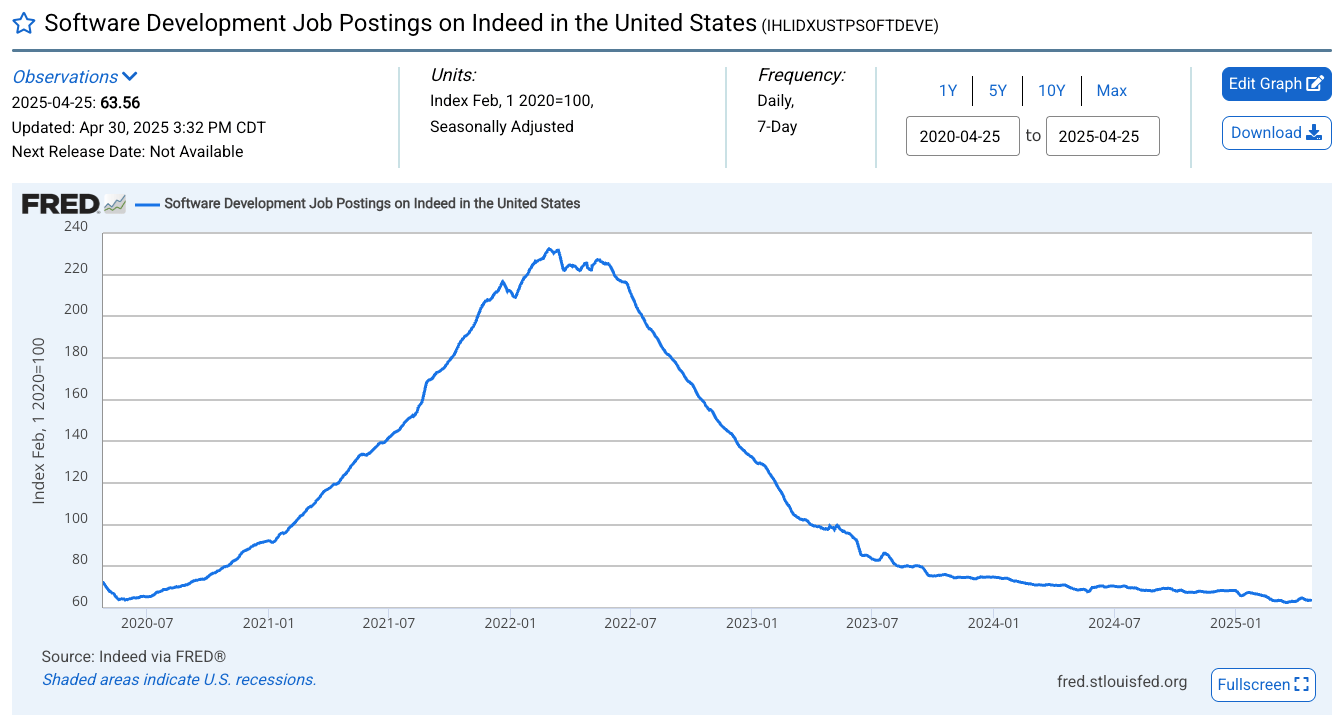 Software Development Job Postings on Indeed in the United States (IHLIDXUSTPSOFTDEVE)
Observations
2025-04-25: 63.56
Updated: Apr 30, 2025 3:32 PM CDT
Next Release Date: Not Available
Units:
Index Feb, 1 2020=100,
Seasonally Adjusted
Frequency:
Daily,
7-Day
1Y 5Y 10Y Max
2020-04-25 to 2025-04-25
Edit Graph
Download
FRED
Software Development Job Postings on Indeed in the United States
Index Feb, 1 2020=100
240
220
200
180
160
140
120
100
80
60
2020-07 2021-01 2021-07 2022-01 2022-07 2023-01 2023-07 2024-01 2024-07 2025-01
Source: Indeed via FRED®
Shaded areas indicate U.S. recessions.
fred.stlouisfed.org
Fullscreen